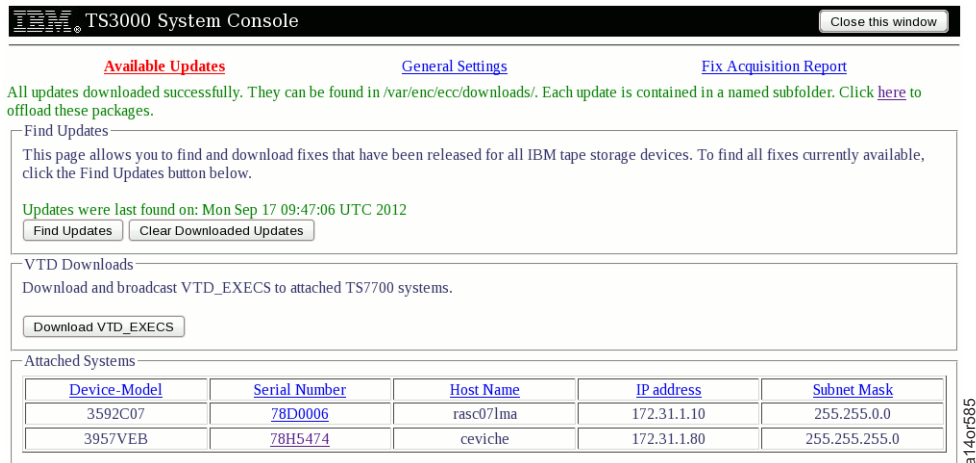 IBM® TS3000 System Console Close this window
Available Updates General Settings Fix Acquisition Report
All updates downloaded successfully. They can be found in /var/enc/ecc/downloads/. Each update is contained in a named subfolder. Click here to
offload these packages.
Find Updates
This page allows you to find and download fixes that have been released for all IBM tape storage devices. To find all fixes currently available,
click the Find Updates button below.
Updates were last found on: Mon Sep 17 09:47:06 UTC 2012
Find Updates Clear Downloaded Updates
VTD Downloads
Download and broadcast VTD_EXECS to attached TS7700 systems.
Download VTD_EXECS
Attached Systems
Device-Model Serial Number Host Name IP address Subnet Mask
3592C07 78D0006 rasc07lma 172.31.1.10 255.255.0.0
3957VEB 78H5474 ceviche 172.31.1.80 255.255.255.0
a14or585